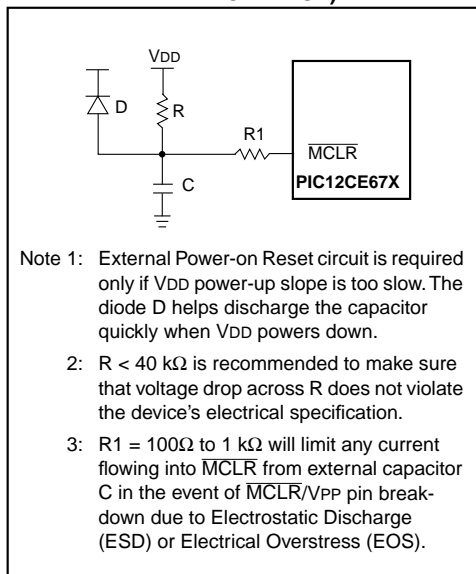 VDD
D
R
R1
MCLR
C
PIC12CE67X
Note 1: External Power-on Reset circuit is required
only if VDD power-up slope is too slow. The
diode D helps discharge the capacitor
quickly when VDD powers down.
2: R < 40 kΩ is recommended to make sure
that voltage drop across R does not violate
the device's electrical specification.
3: R1 = 100Ω to 1 kΩ will limit any current
flowing into MCLR from external capacitor
C in the event of MCLR/VPP pin break-
down due to Electrostatic Discharge
(ESD) or Electrical Overstress (EOS).